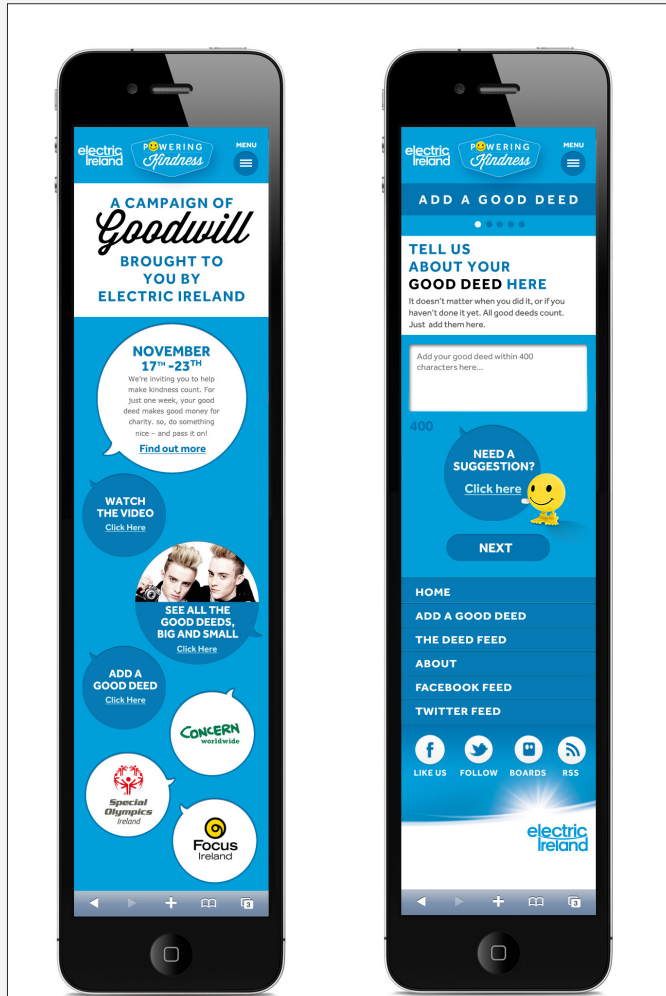 electric
Ireland
POWERING
Kindness
MENU
A CAMPAIGN OF
Goodwill
BROUGHT TO
YOU BY
ELECTRIC IRELAND
NOVEMBER
17TH -23TH
We're inviting you to help
make kindness count. For
just one week, your good
deed makes good money for
charity. so, do something
nice – and pass it on!
Find out more
WATCH
THE VIDEO
Click Here
SEE ALL THE
GOOD DEEDS,
BIG AND SMALL
Click Here
ADD A
GOOD DEED
Click Here
CONCERN
worldwide
Special
Olympics
Ireland
Focus
Ireland
3
electric
Ireland
POWERING
Kindness
MENU
ADD A GOOD DEED
TELL US
ABOUT YOUR
GOOD DEED HERE
It doesn't matter when you did it, or if you
haven't done it yet. All good deeds count.
Just add them here.
Add your good deed within 400
characters here...
400
NEED A
SUGGESTION?
Click here
NEXT
HOME
ADD A GOOD DEED
THE DEED FEED
ABOUT
FACEBOOK FEED
TWITTER FEED
f
LIKE US FOLLOW BOARDS RSS
electric
Ireland
3